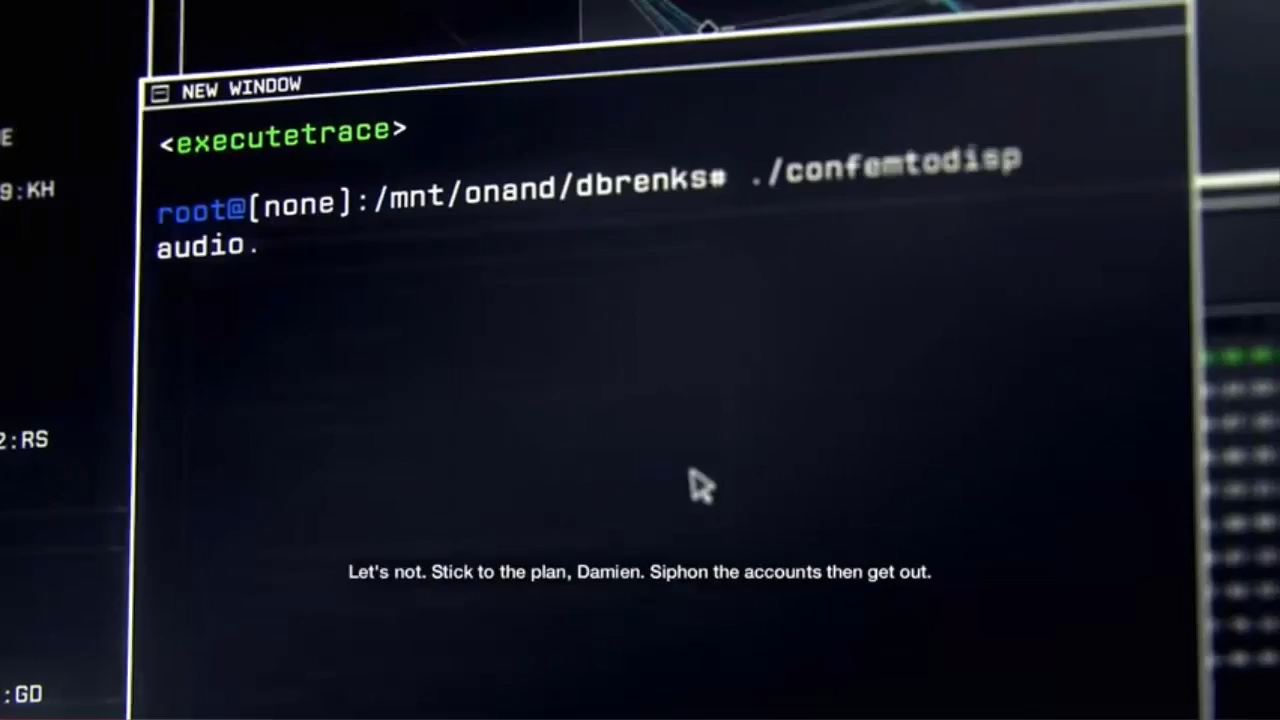 E
9:KH
2:RS
:GD
NEW WINDOW
<executetrace>
root@[none]:/mnt/onand/dbrenks# ./confemtodisp
audio.
Let's not. Stick to the plan, Damien. Siphon the accounts then get out.